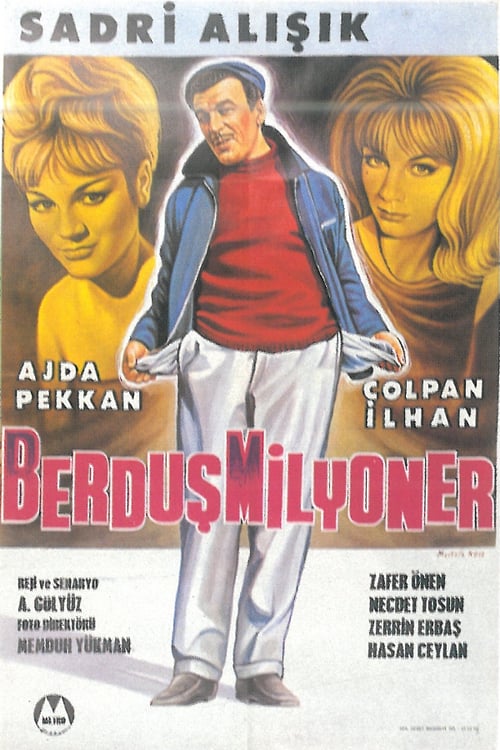 SADRİ ALIŞIK
AJDA
PEKKAN
ÇOLPAN
İLHAN
BERDUŞ MİLYONER
REJİ VE SENARYO
A. GÜLYÜZ
FOTO DİREKTÖRÜ
MEMDUH YÜKMAN
ZAFER ÖNEN
NECDET TOSUN
ZERRİN ERBAŞ
HASAN CEYLAN
METRO